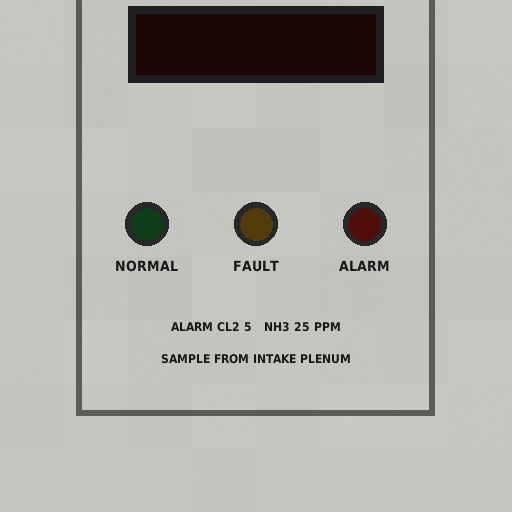 NORMAL FAULT ALARM
ALARM CL2 5 NH3 25 PPM
SAMPLE FROM INTAKE PLENUM